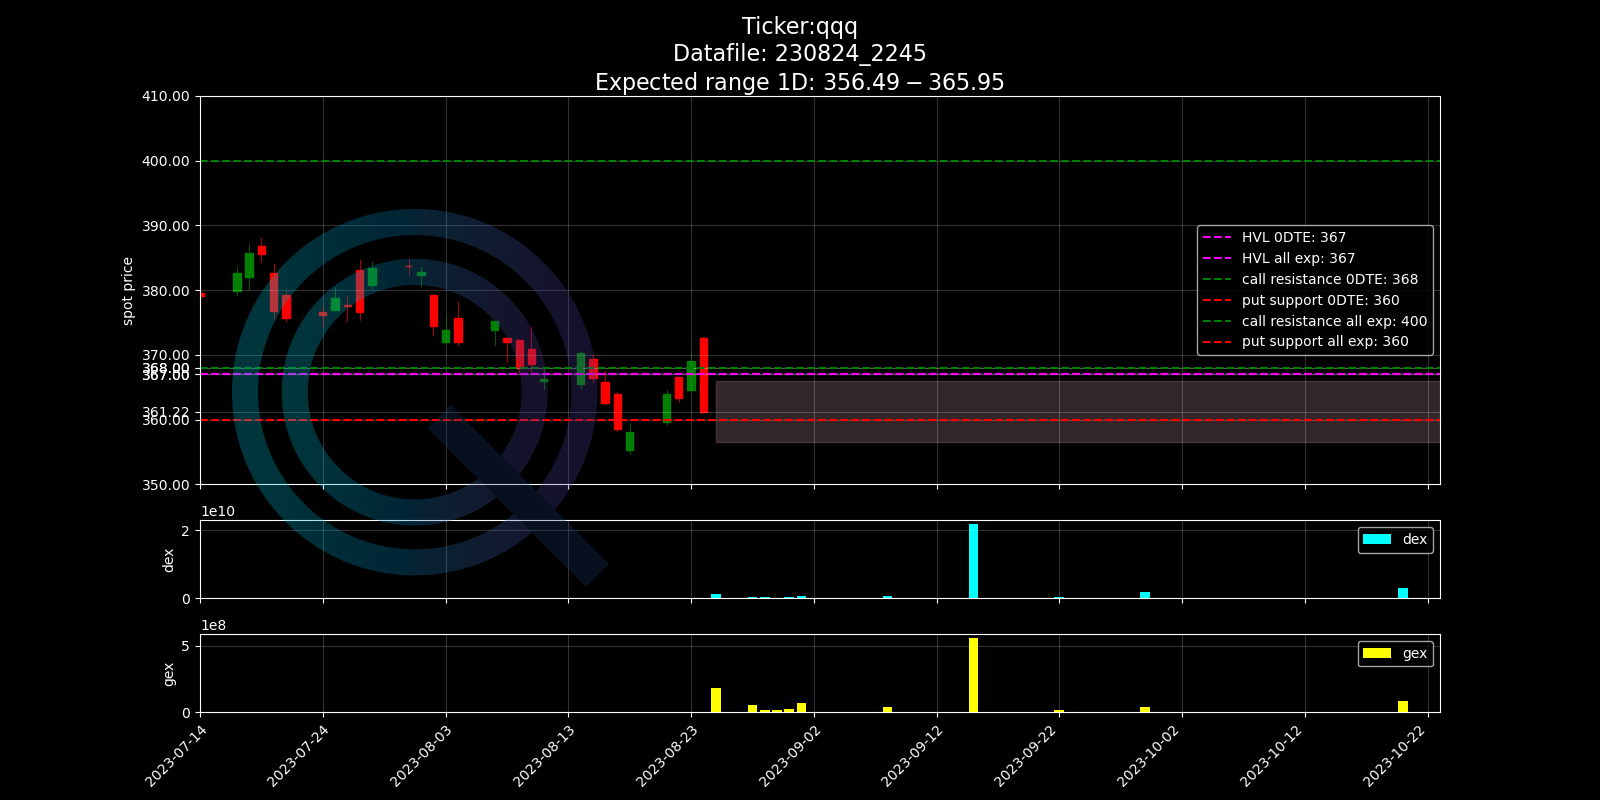 Ticker:qqq
Datafile: 230824_2245
Expected range 1D: 356.49 − 365.95
410.00
400.00
390.00
380.00
370.00
368.00
367.00
361.22
360.00
350.00
spot price
HVL 0DTE: 367
HVL all exp: 367
call resistance 0DTE: 368
put support 0DTE: 360
call resistance all exp: 400
put support all exp: 360
1e10
2
0
dex
dex
1e8
5
0
gex
gex
2023-07-14
2023-07-24
2023-08-03
2023-08-13
2023-08-23
2023-09-02
2023-09-12
2023-09-22
2023-10-02
2023-10-12
2023-10-22